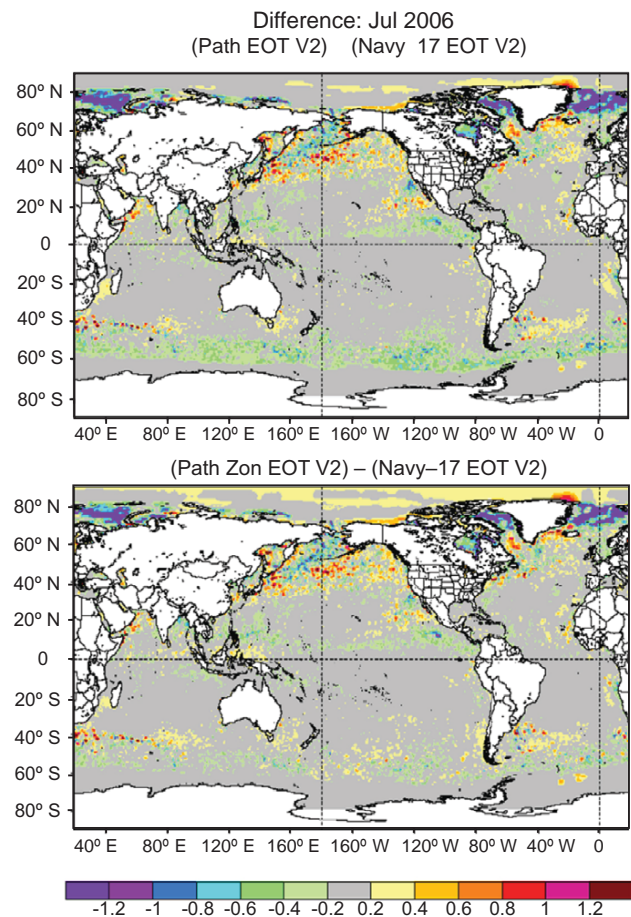 Difference: Jul 2006
(Path EOT V2) (Navy 17 EOT V2)
80º N
60º N
40º N
20º N
0
20º S
40º S
60º S
80º S
40º E 80º E 120º E 160º E 160º W 120º W 80º W 40º W 0
(Path Zon EOT V2) – (Navy–17 EOT V2)
80º N
60º N
40º N
20º N
0
20º S
40º S
60º S
80º S
40º E 80º E 120º E 160º E 160º W 120º W 80º W 40º W 0
-1.2 -1 -0.8 -0.6 -0.4 -0.2 0.2 0.4 0.6 0.8 1 1.2